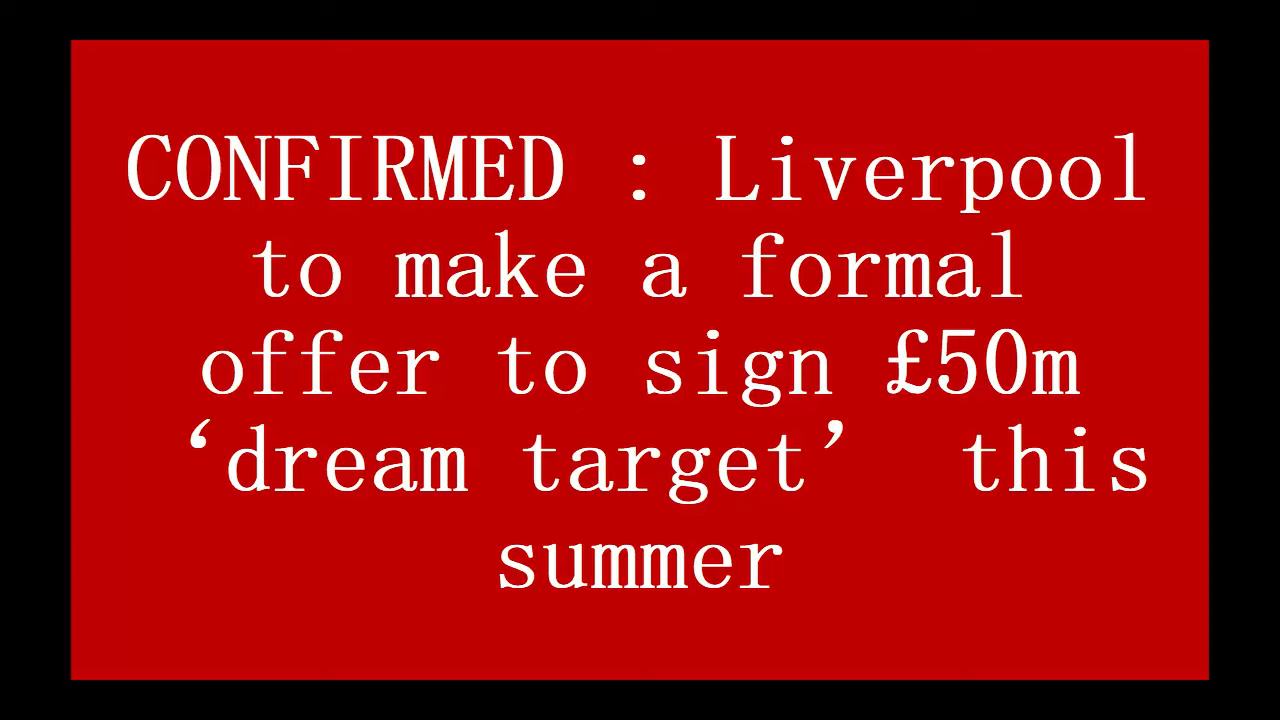 CONFIRMED : Liverpool
to make a formal
offer to sign £50m
‘dream target’ this
summer